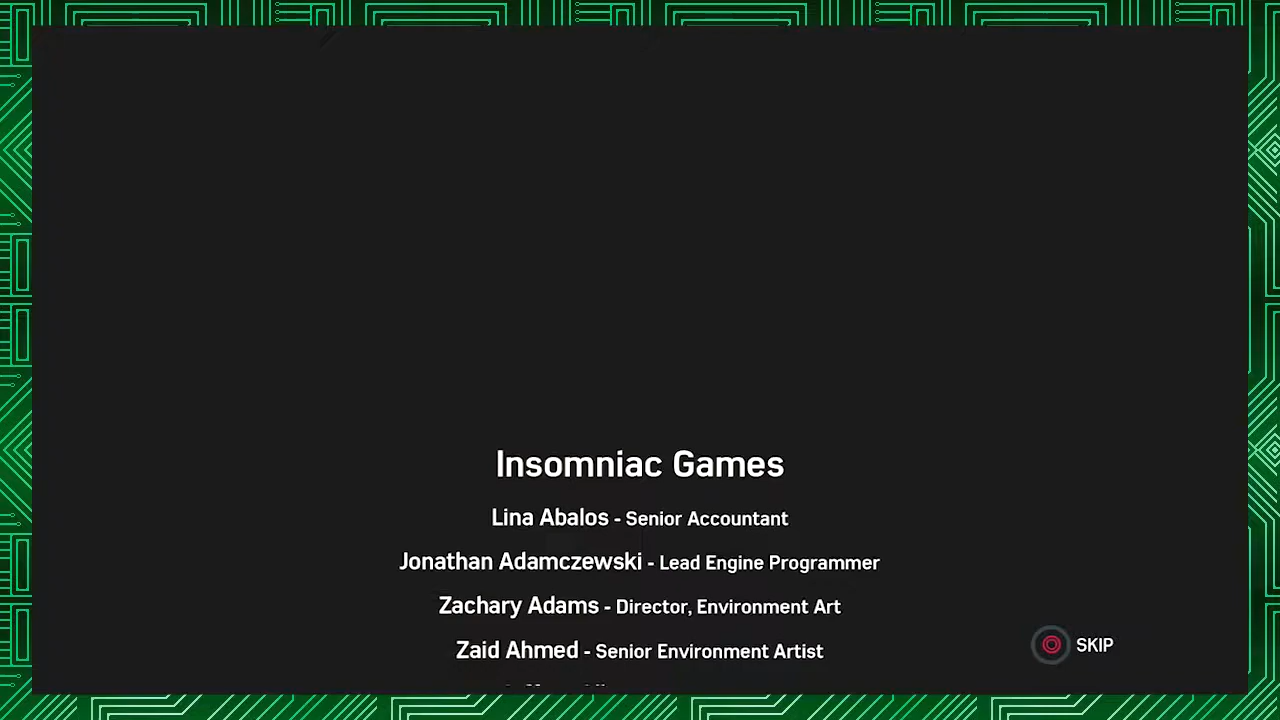 Insomniac Games
Lina Abalos - Senior Accountant
Jonathan Adamczewski - Lead Engine Programmer
Zachary Adams - Director, Environment Art
Zaid Ahmed - Senior Environment Artist
SKIP